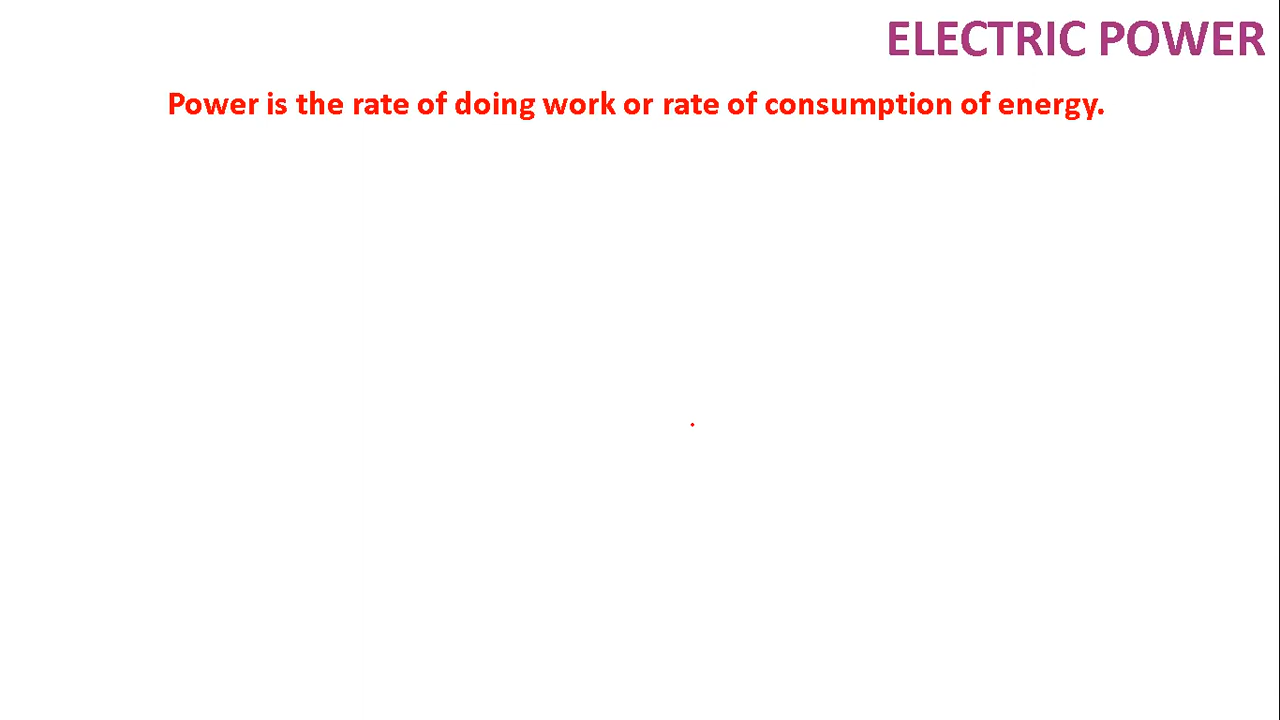 ELECTRIC POWER
Power is the rate of doing work or rate of consumption of energy.